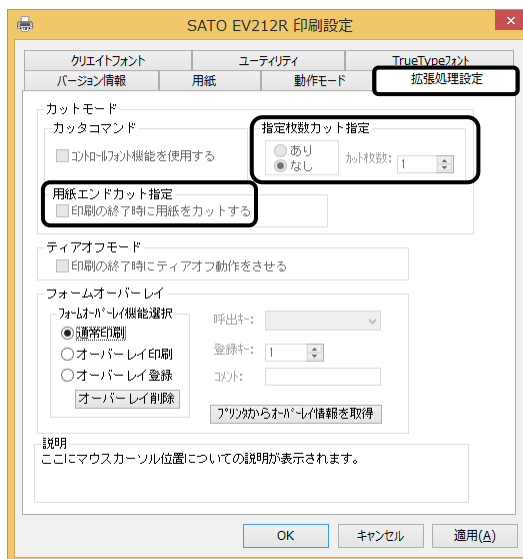 SATO EV212R 印刷設定
クリエイトフォント
ユーティリティ
TrueTypeフォント
バージョン情報
用紙
動作モード
拡張処理設定
カットモード
カッタコマンド
コントロールフォント機能を使用する
指定枚数カット指定
あり
なし
カット枚数:
1
用紙エンドカット指定
印刷の終了時に用紙をカットする
ティアオフモード
印刷の終了時にティアオフ動作をさせる
フォームオーバーレイ
フォームオーバーレイ機能選択
通常印刷
オーバーレイ印刷
オーバーレイ登録
オーバーレイ削除
呼出キー:
登録キー:
1
コメント:
プリンタからオーバーレイ情報を取得
説明
ここにマウスカーソル位置についての説明が表示されます。
OK
キャンセル
適用(A)